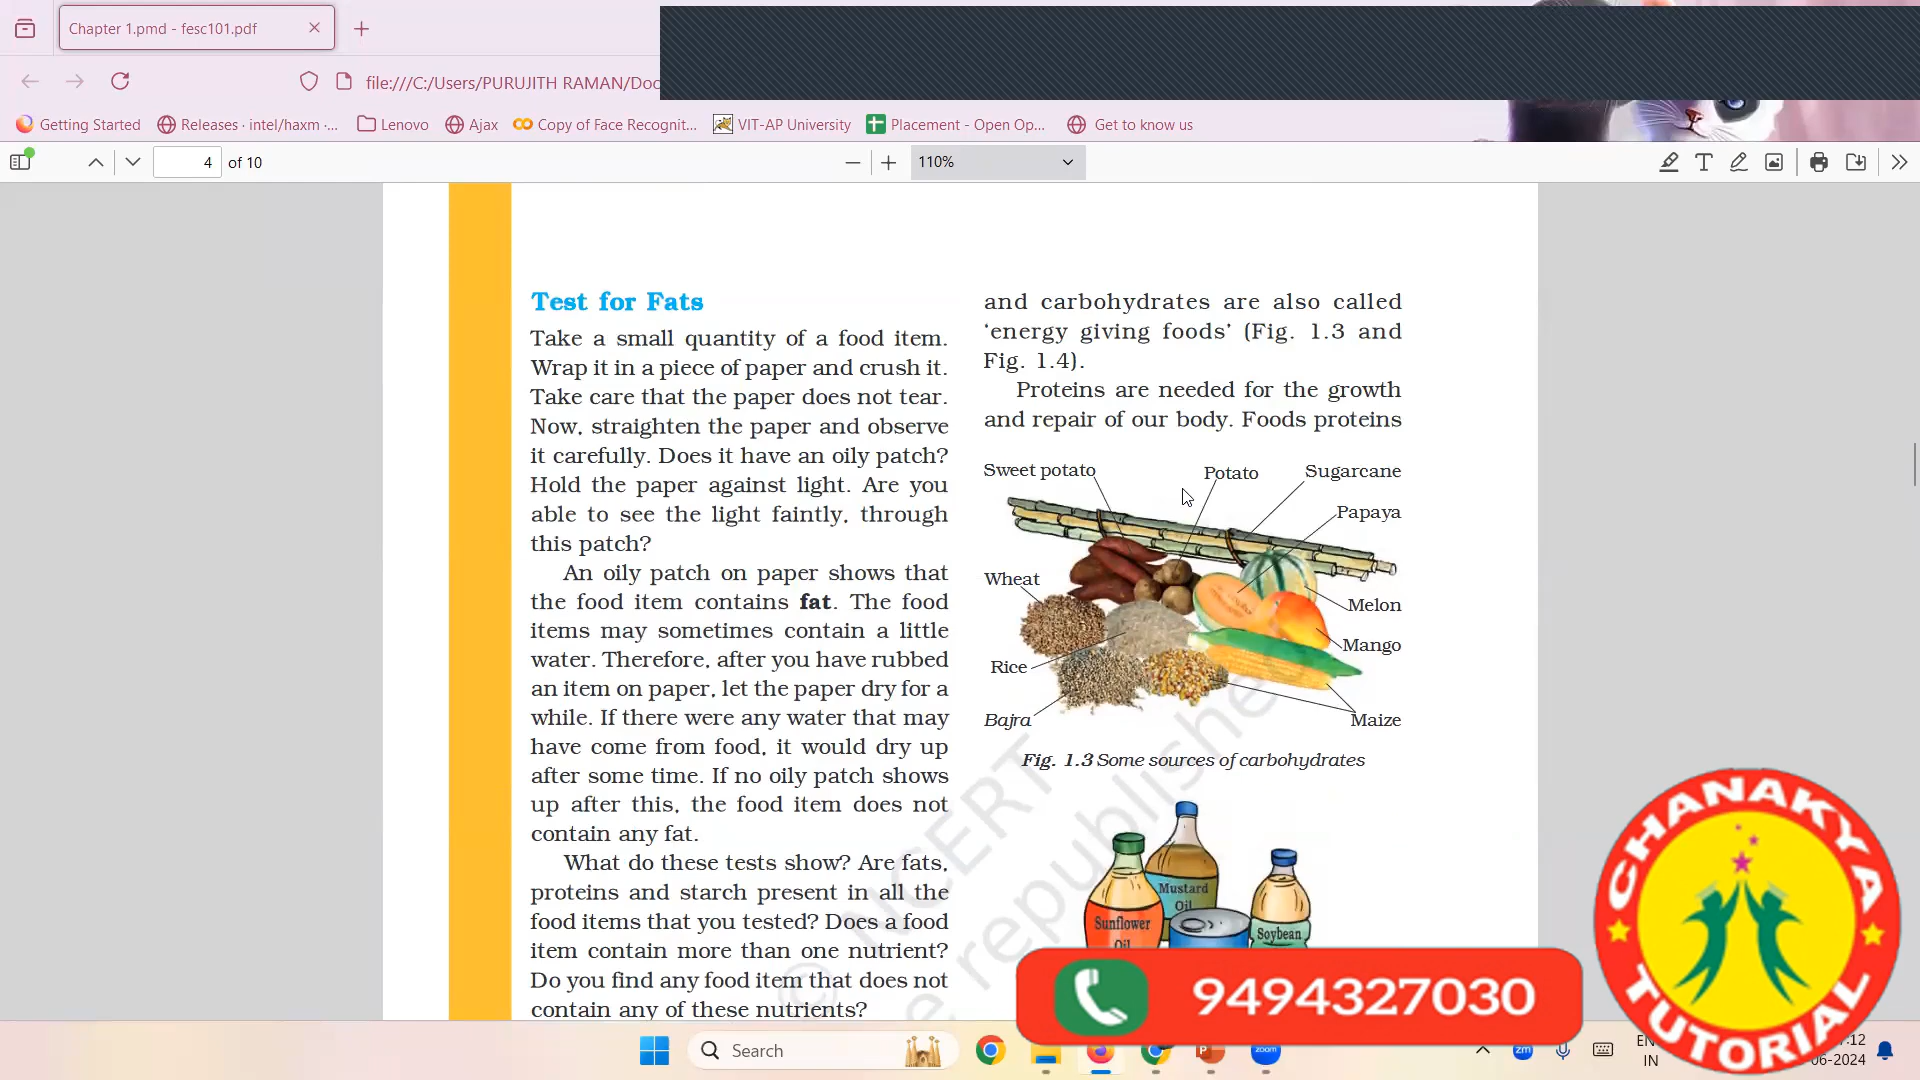 Chapter 1.pmd - fesc101.pdf
file:///C:/Users/PURUJITH RAMAN/Doc
Getting Started
Releases · intel/haxm ·...
Lenovo
Ajax
Copy of Face Recognit...
VIT-AP University
Placement - Open Op...
Get to know us
4 of 10
110%
Test for Fats
Take a small quantity of a food item.
Wrap it in a piece of paper and crush it.
Take care that the paper does not tear.
Now, straighten the paper and observe
it carefully. Does it have an oily patch?
Hold the paper against light. Are you
able to see the light faintly, through
this patch?
An oily patch on paper shows that
the food item contains fat. The food
items may sometimes contain a little
water. Therefore, after you have rubbed
an item on paper, let the paper dry for a
while. If there were any water that may
have come from food, it would dry up
after some time. If no oily patch shows
up after this, the food item does not
contain any fat.
What do these tests show? Are fats,
proteins and starch present in all the
food items that you tested? Does a food
item contain more than one nutrient?
Do you find any food item that does not
contain any of these nutrients?
and carbohydrates are also called
‘energy giving foods’ (Fig. 1.3 and
Fig. 1.4).
Proteins are needed for the growth
and repair of our body. Foods proteins
Sweet potato
Potato
Sugarcane
Papaya
Wheat
Melon
Mango
Rice
Bajra
Maize
Fig. 1.3 Some sources of carbohydrates
Mustard
Oil
Sunflower
Oil
Soybean
© NCERT
be republished
9494327030
CHANAKYA
TUTORIAL
Search
zoom
zm
IN